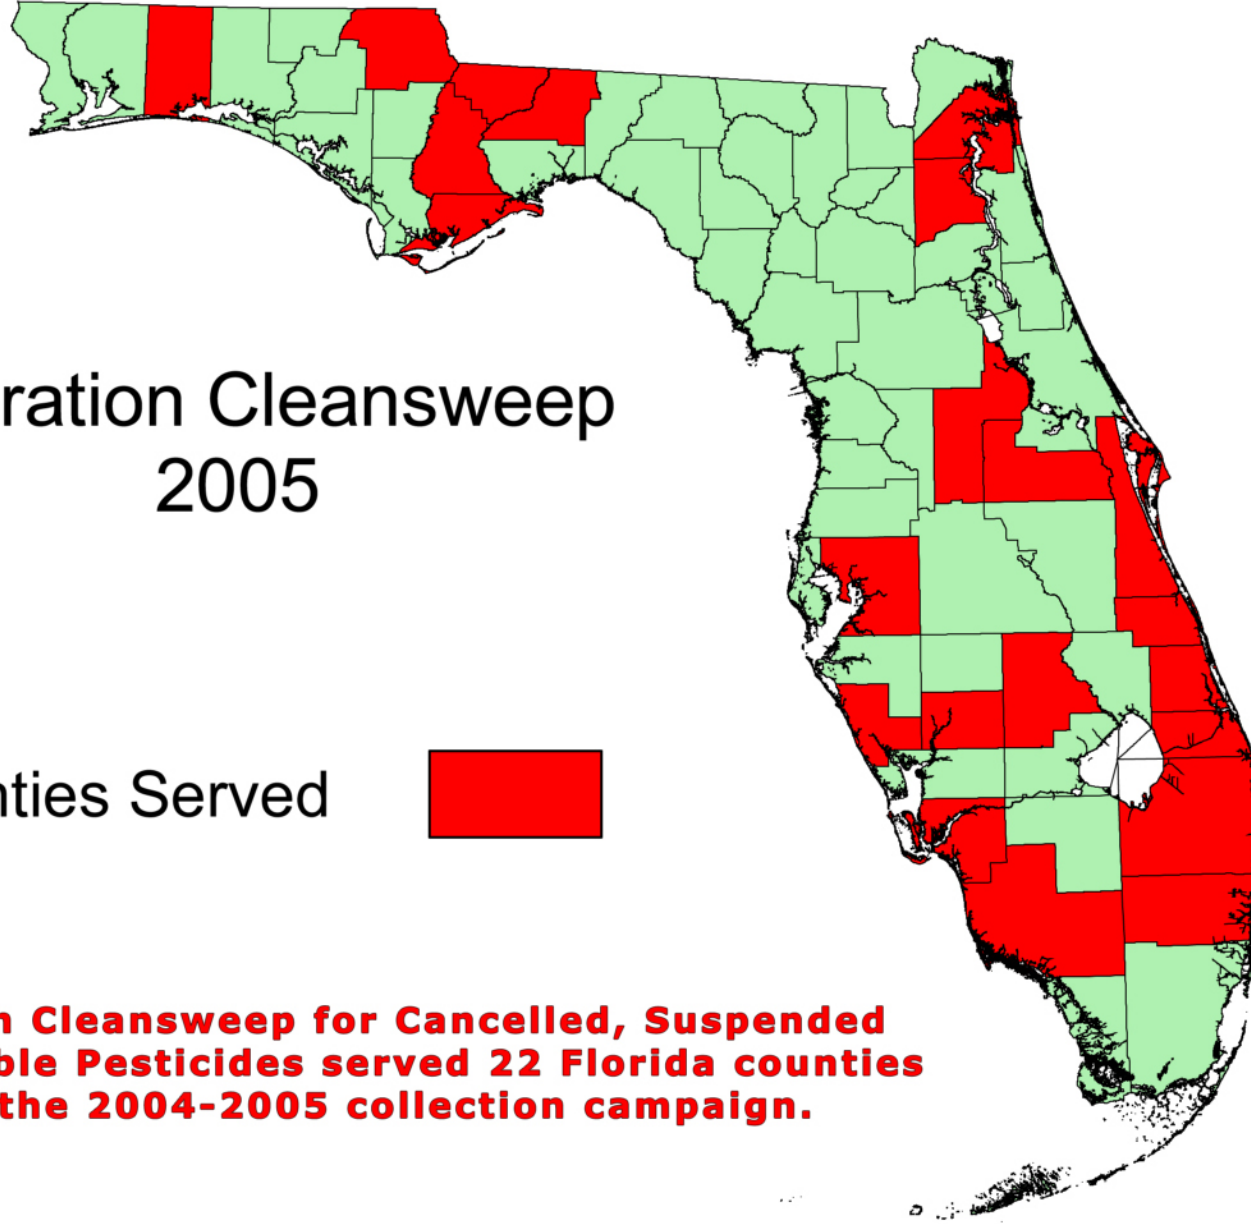 ration Cleansweep
2005
nties Served
n Cleansweep for Cancelled, Suspended
ble Pesticides served 22 Florida counties
the 2004-2005 collection campaign.